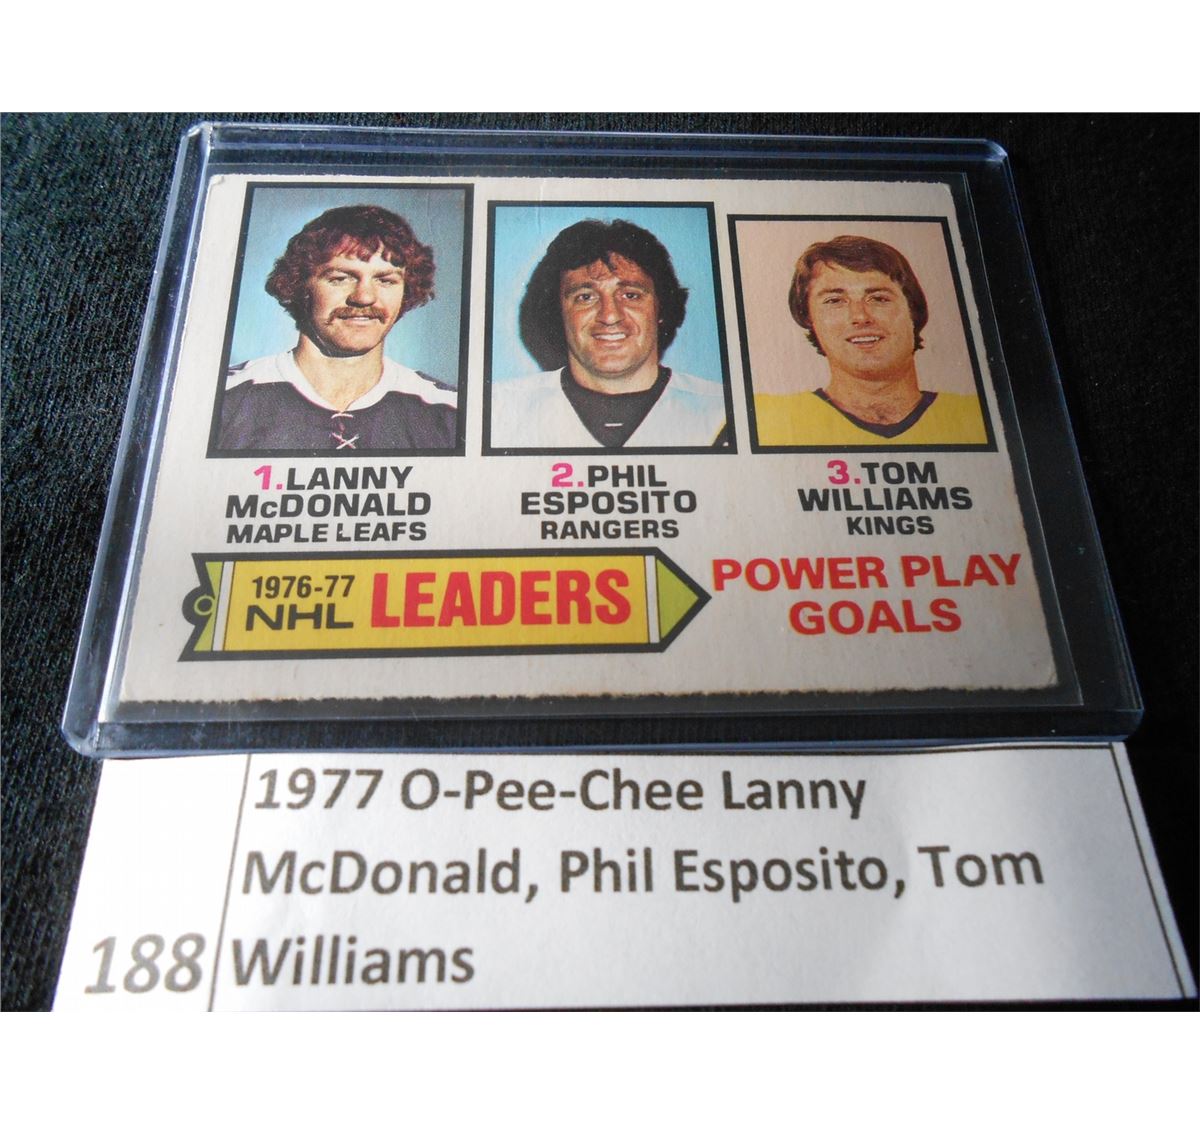 1.LANNY
McDONALD
MAPLE LEAFS
2.PHIL
ESPOSITO
RANGERS
3.TOM
WILLIAMS
KINGS
1976-77
NHL LEADERS
POWER PLAY
GOALS
1977 O-Pee-Chee Lanny
McDonald, Phil Esposito, Tom
188 Williams